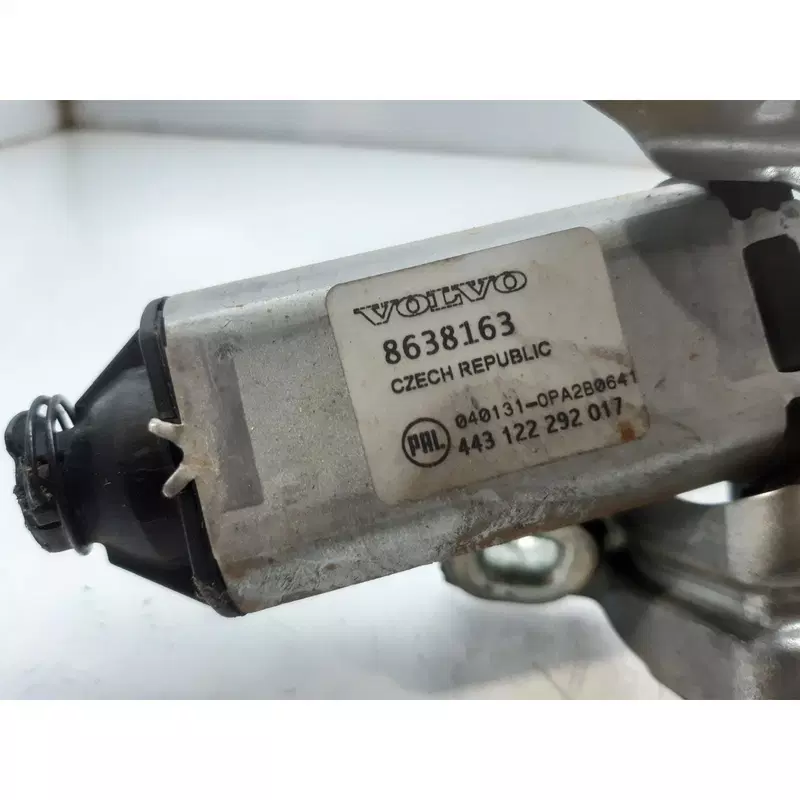 VOLVO
8638163
CZECH REPUBLIC
040131-0PA2B0641
PAL 443 122 292 017